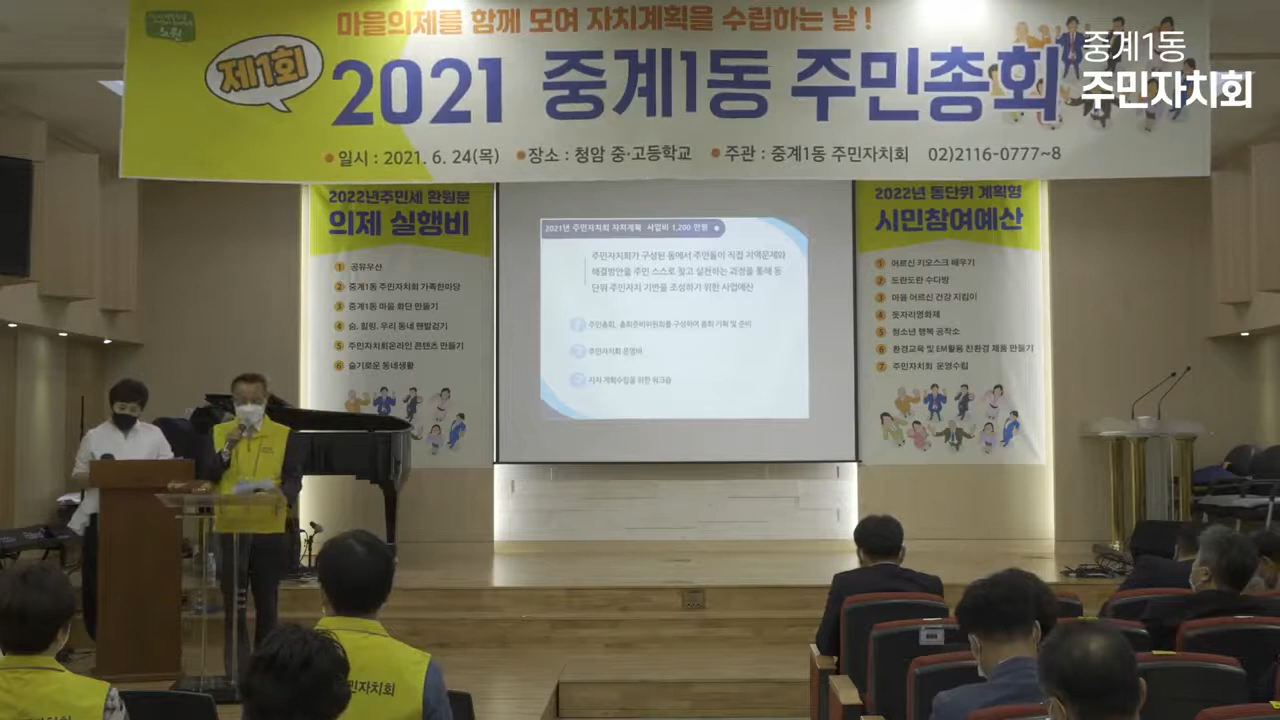 마을의제를 함께 모여 자치계획을 수립하는 날 !
노원
제1회
2021 중계1동 주민총회
중계1동
주민자치회
• 일시 : 2021. 6. 24(목) • 장소 : 청암 중·고등학교 • 주관 : 중계1동 주민자치회 02)2116-0777~8
2022년주민세 환원분
의제 실행비
1 공유우산
2 중계1동 주민자치회 가족한마당
3 중계1동 마을 화단 만들기
4 숨, 힐링, 우리 동네 맨발걷기
5 주민자치회온라인 콘텐츠 만들기
6 슬기로운 동네생활
2021년 주민자치회 자치계획 사업비 1,200 만원
주민자치회가 구성된 동에서 주민들이 직접 지역문제와
해결방안을 주민 스스로 찾고 실천하는 과정을 통해 동
단위 주민자치 기반을 조성하기 위한 사업예산
1 주민총회, 총회준비위원회를 구성하여 총회 기획 및 준비
주민자치회 운영비
자치 계획수립을 위한 워크숍
2022년 동단위 계획형
시민참여예산
1 어르신 키오스크 배우기
2 도란도란 수다방
3 마을 어르신 건강 지킴이
4 돗자리영화제
5 청소년 행복 공작소
6 환경교육 및 EM활용 친환경 제품 만들기
7 주민자치회 운영수립
민자치회